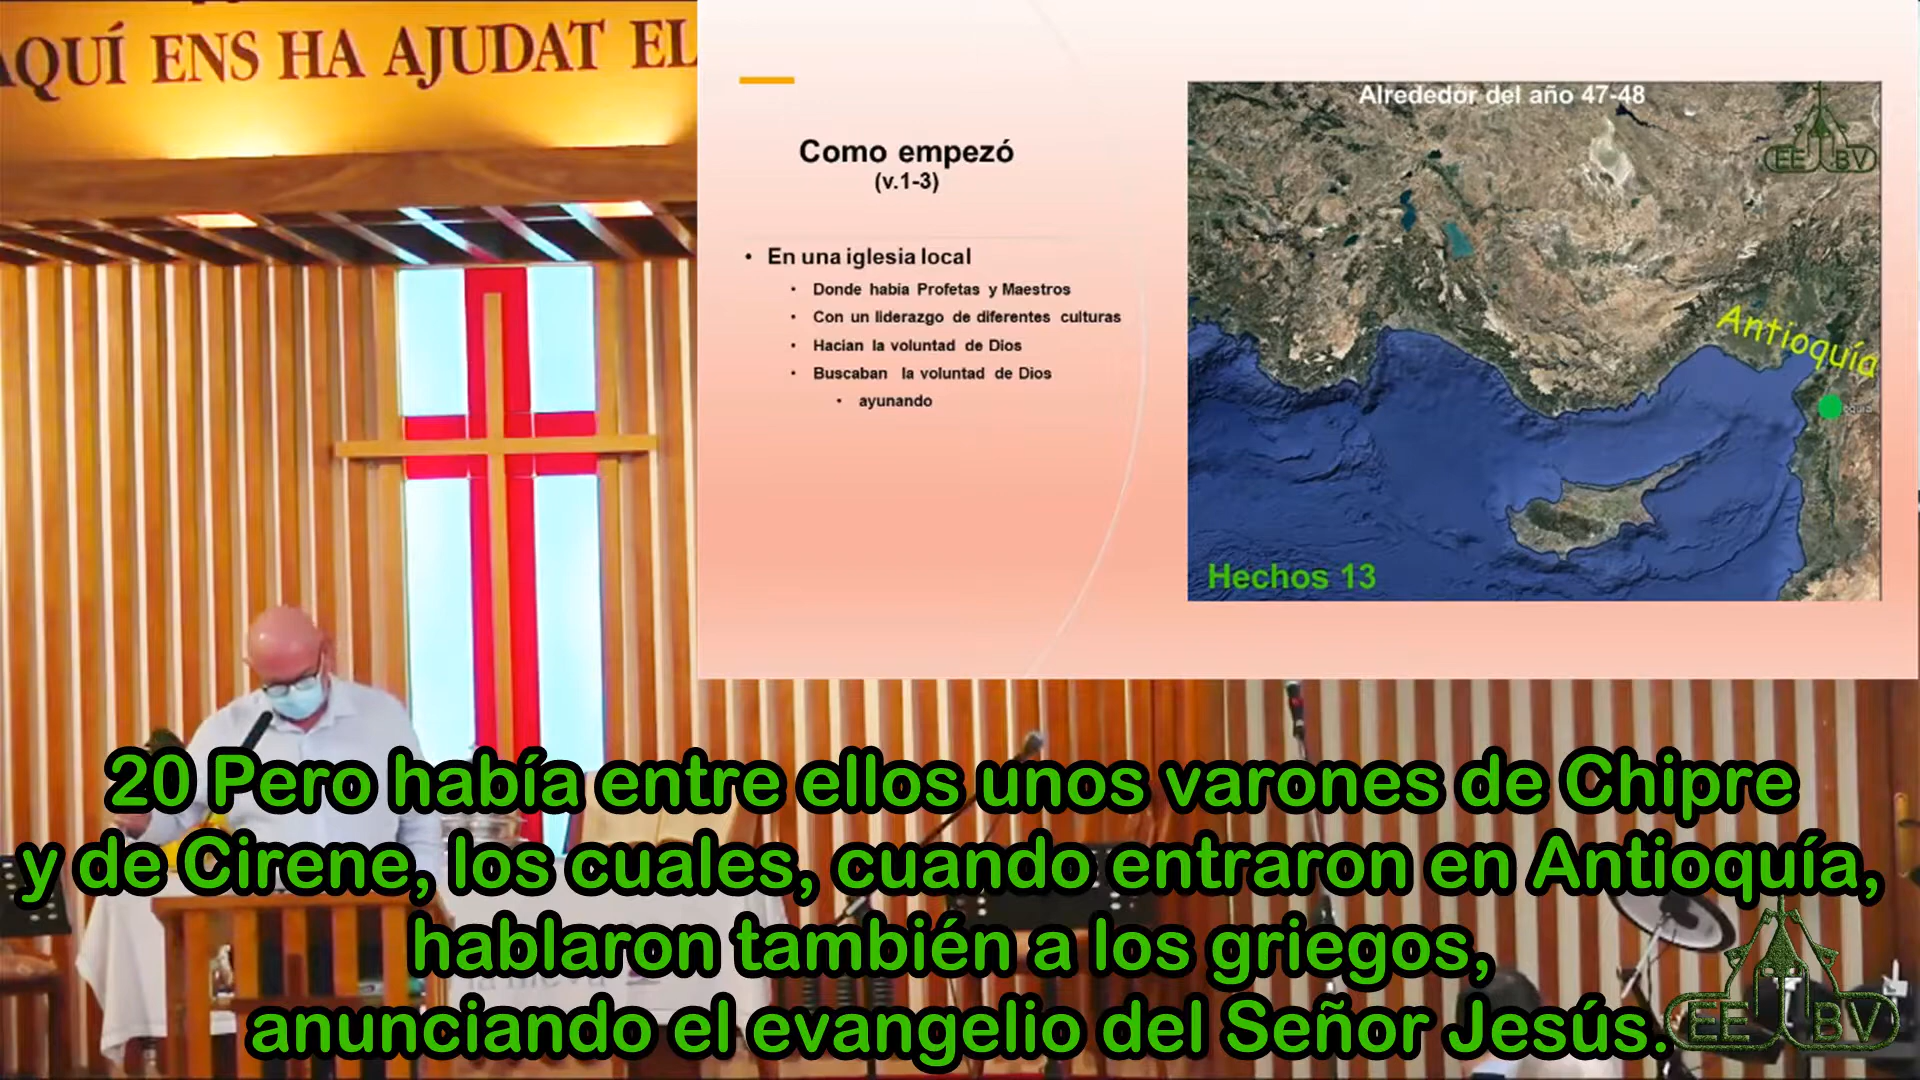 AQUÍ ENS HA AJUDAT EL
Como empezó
(v.1-3)
• En una iglesia local
• Donde habia Profetas y Maestros
• Con un liderazgo de diferentes culturas
• Hacian la voluntad de Dios
• Buscaban la voluntad de Dios
• ayunando
Alrededor del año 47-48
EE BV
Antioquía
Hechos 13
20 Pero había entre ellos unos varones de Chipre
y de Cirene, los cuales, cuando entraron en Antioquía,
hablaron también a los griegos,
anunciando el evangelio del Señor Jesús.
EE BV